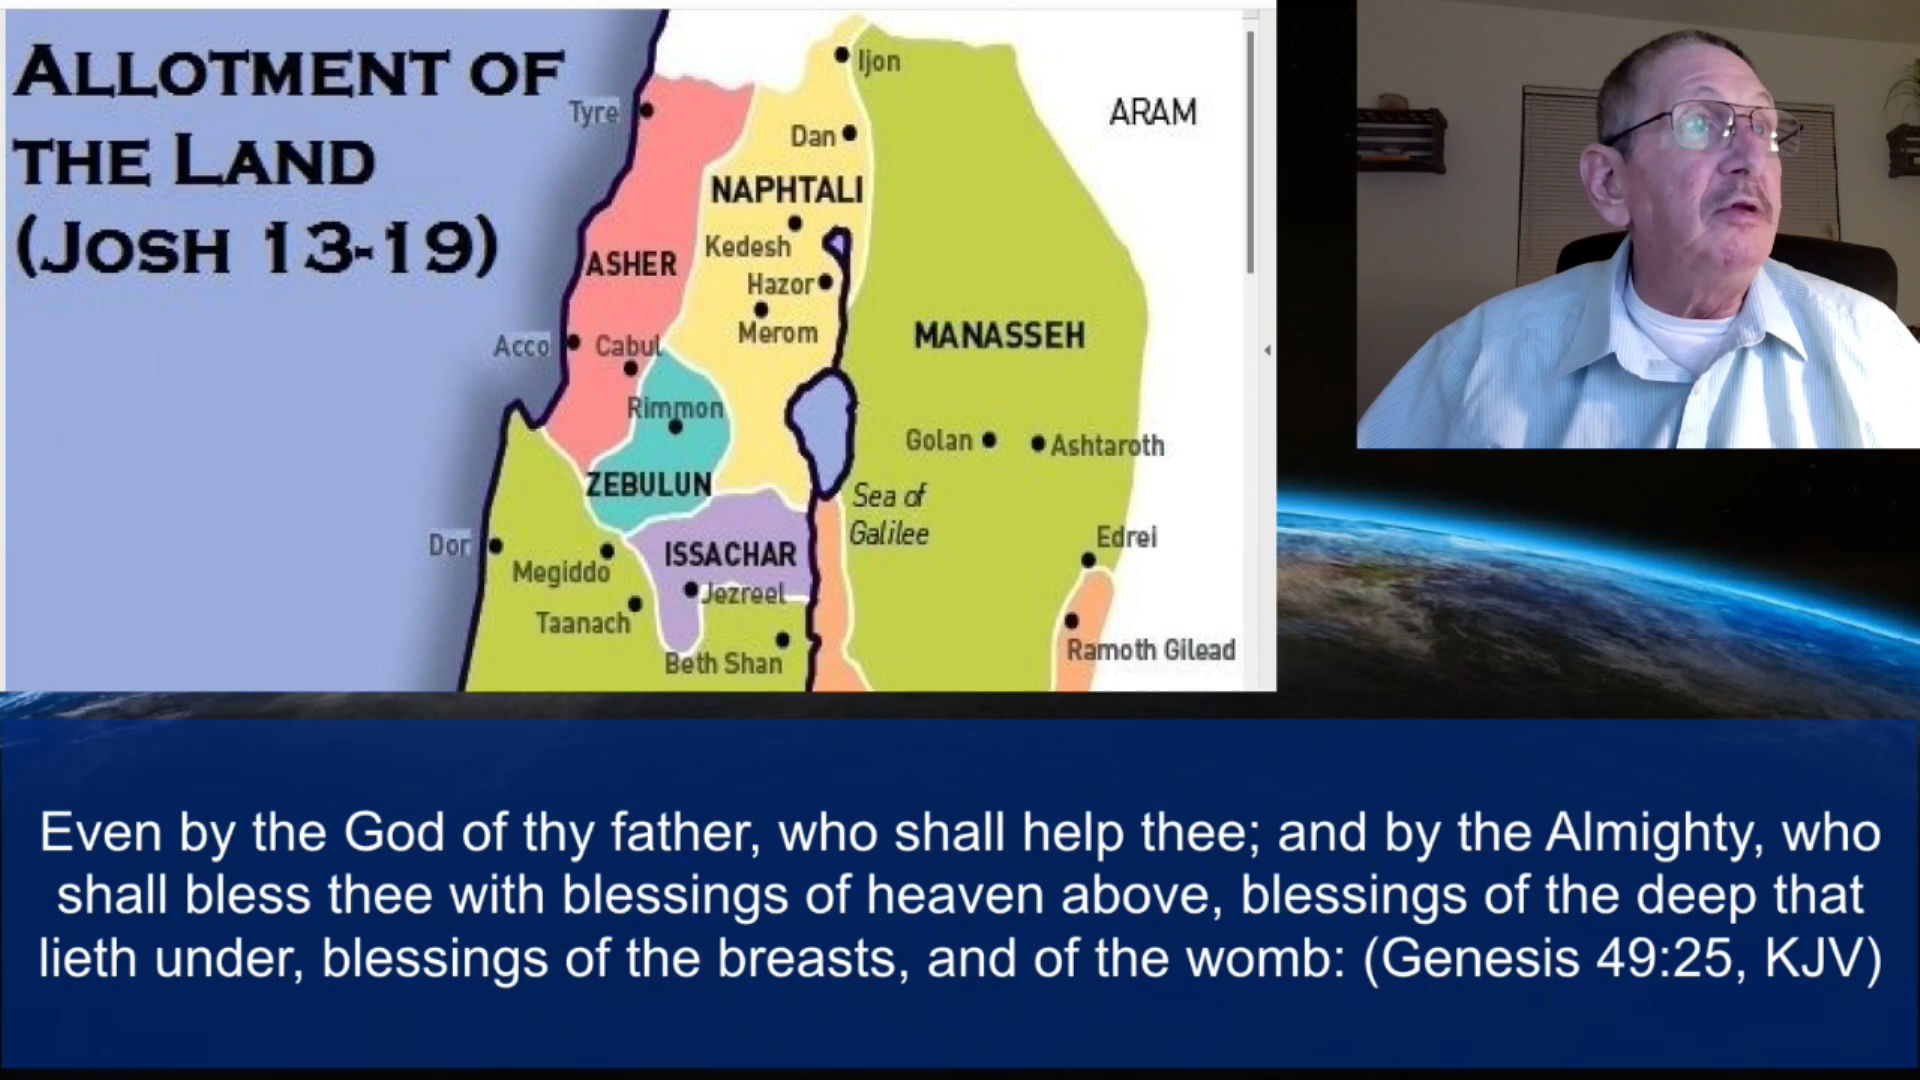 ALLOTMENT OF
THE LAND
(JOSH 13-19)
Ijon
Tyre
ARAM
Dan
NAPHTALI
Kedesh
ASHER
Hazor
Merom
MANASSEH
Acco
Cabul
Rimmon
Golan
Ashtaroth
ZEBULUN
Sea of
Galilee
Dor
Edrei
ISSACHAR
Megiddo
Jezreel
Taanach
Ramoth Gilead
Beth Shan
Even by the God of thy father, who shall help thee; and by the Almighty, who
shall bless thee with blessings of heaven above, blessings of the deep that
lieth under, blessings of the breasts, and of the womb: (Genesis 49:25, KJV)